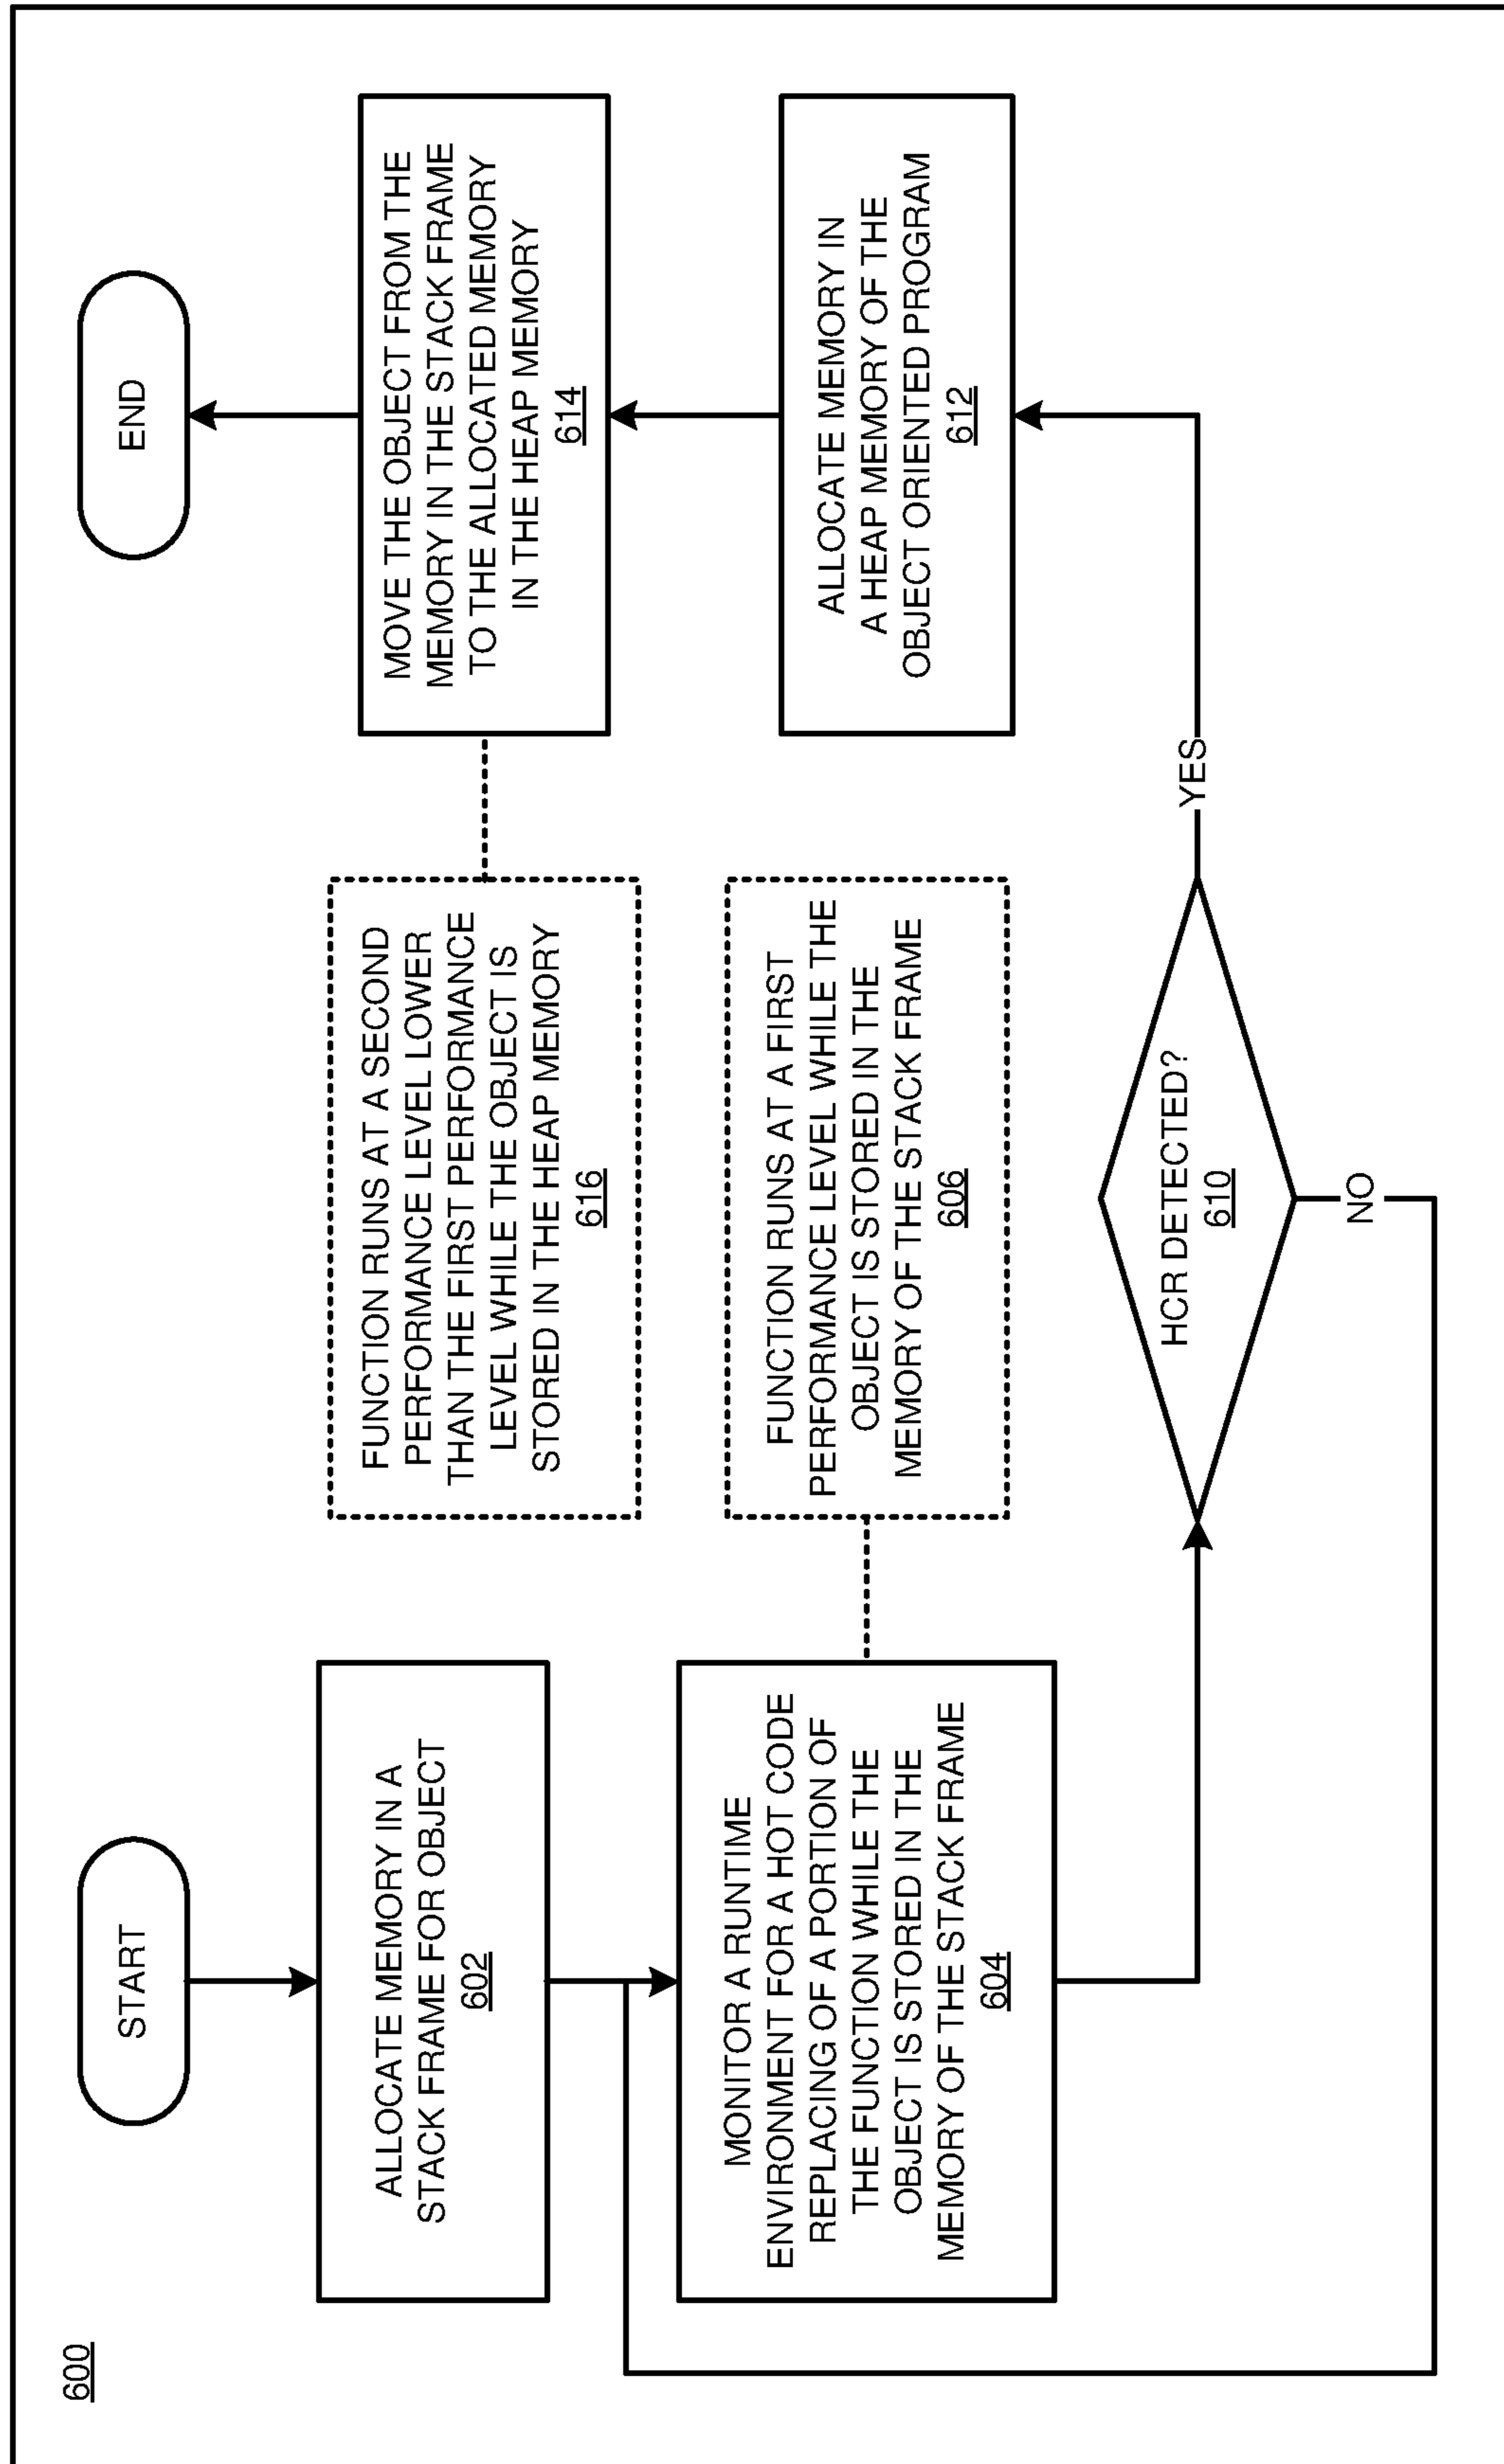 600
START
ALLOCATE MEMORY IN A
STACK FRAME FOR OBJECT
602
MONITOR A RUNTIME
ENVIRONMENT FOR A HOT CODE
REPLACING OF A PORTION OF
THE FUNCTION WHILE THE
OBJECT IS STORED IN THE
MEMORY OF THE STACK FRAME
604
FUNCTION RUNS AT A FIRST
PERFORMANCE LEVEL WHILE THE
OBJECT IS STORED IN THE
MEMORY OF THE STACK FRAME
606
HCR DETECTED?
610
NO
YES
ALLOCATE MEMORY IN
A HEAP MEMORY OF THE
OBJECT ORIENTED PROGRAM
612
MOVE THE OBJECT FROM THE
MEMORY IN THE STACK FRAME
TO THE ALLOCATED MEMORY
IN THE HEAP MEMORY
614
FUNCTION RUNS AT A SECOND
PERFORMANCE LEVEL LOWER
THAN THE FIRST PERFORMANCE
LEVEL WHILE THE OBJECT IS
STORED IN THE HEAP MEMORY
616
END